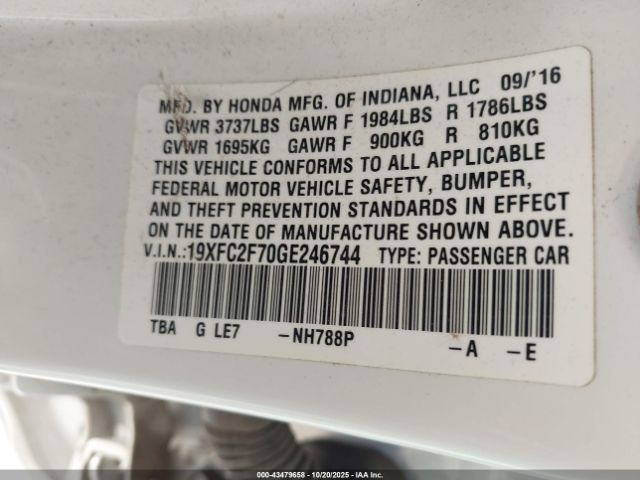 MFD. BY HONDA MFG. OF INDIANA, LLC 09/'16
GVWR 3737LBS GAWR F 1984LBS R 1786LBS
GVWR 1695KG GAWR F 900KG R 810KG
THIS VEHICLE CONFORMS TO ALL APPLICABLE
FEDERAL MOTOR VEHICLE SAFETY, BUMPER,
AND THEFT PREVENTION STANDARDS IN EFFECT
ON THE DATE OF MANUFACTURE SHOWN ABOVE.
V.I.N.:19XFC2F70GE246744 TYPE: PASSENGER CAR
TBA G LE7 -NH788P -A -E
© COPY 0-43479658 - 10/20/2025 - IAA Inc.